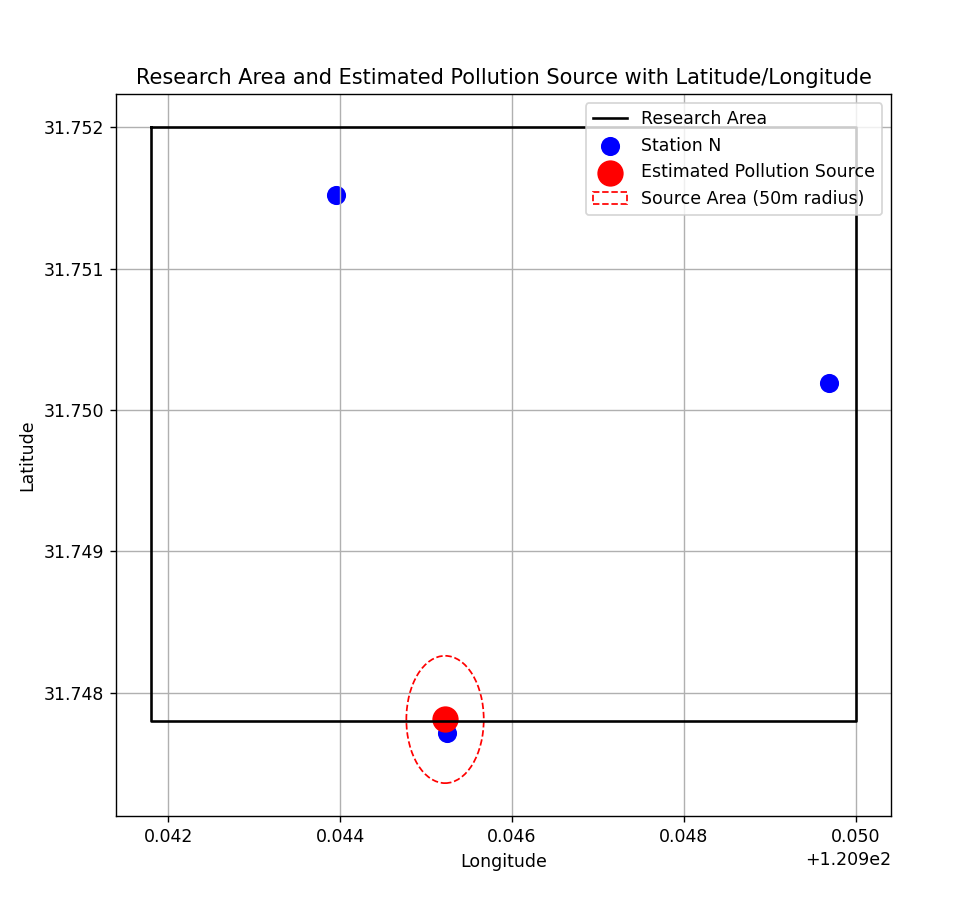 Research Area and Estimated Pollution Source with Latitude/Longitude
Research Area
Station N
Estimated Pollution Source
Source Area (50m radius)
31.752
31.751
31.750
31.749
31.748
Latitude
0.042 0.044 0.046 0.048 0.050
+1.209e2
Longitude